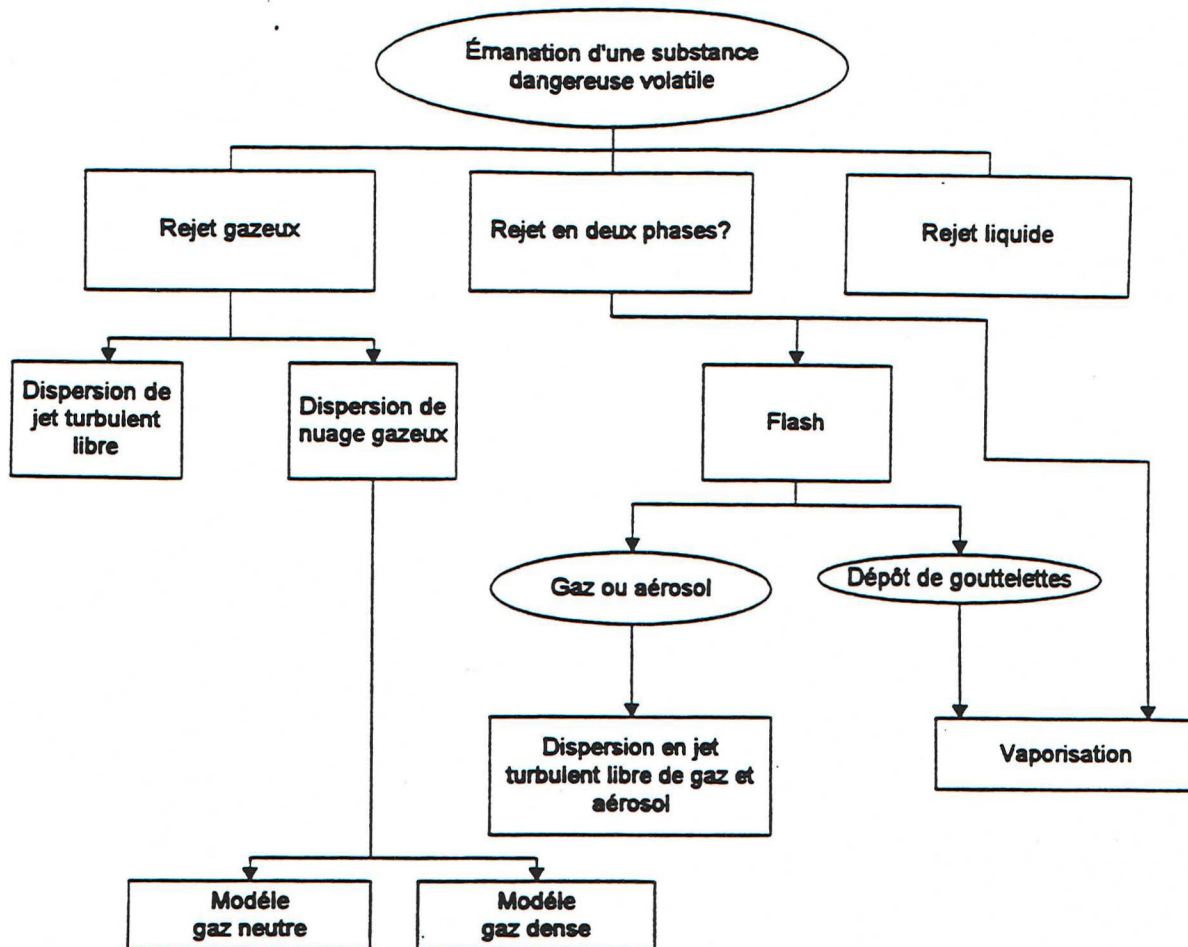 Émanation d'une substance
dangereuse volatile
Rejet gazeux
Rejet en deux phases?
Rejet liquide
Dispersion de
jet turbulent
libre
Dispersion de
nuage gazeux
Flash
Gaz ou aérosol
Dépôt de gouttelettes
Dispersion en jet
turbulent libre de gaz et
aérosol
Vaporisation
Modéle
gaz neutre
Modéle
gaz dense